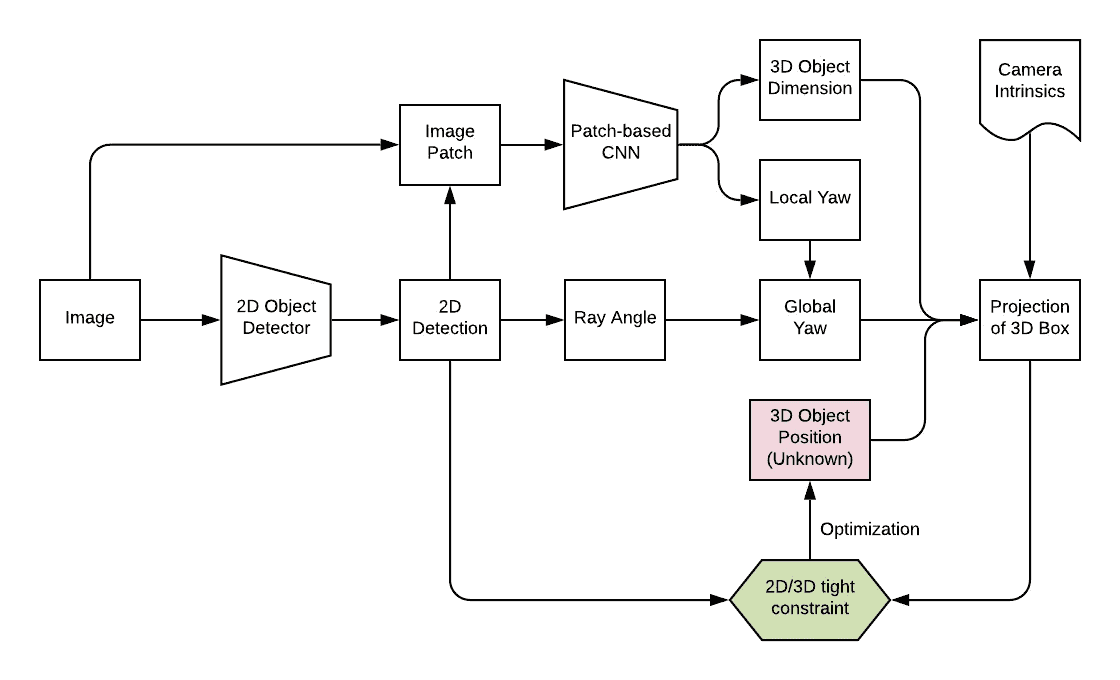 3D Object
Dimension
Camera
Intrinsics
Image
Patch
Patch-based
CNN
Local Yaw
Image
2D Object
Detector
2D
Detection
Ray Angle
Global
Yaw
Projection
of 3D Box
3D Object
Position
(Unknown)
Optimization
2D/3D tight
constraint